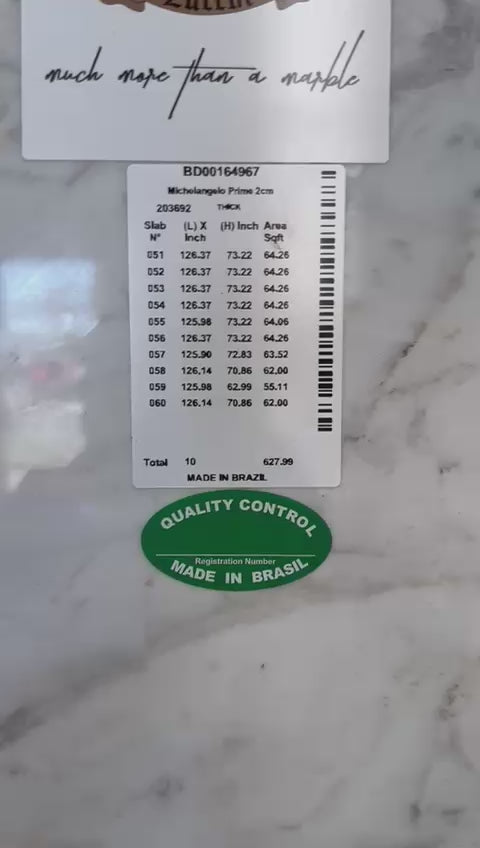 much more than a marble
BD00164967
Michelangelo Prime 2cm
203692 THICK
Slab (L) X (H) Inch Area
Nº Inch Sqft
051 126.37 73.22 64.26
052 126.37 73.22 64.26
053 126.37 73.22 64.26
054 126.37 73.22 64.26
055 125.98 73.22 64.06
056 126.37 73.22 64.26
057 125.90 72.83 63.52
058 126.14 70.86 62.00
059 125.98 62.99 55.11
060 126.14 70.86 62.00
Total 10 627.99
MADE IN BRAZIL
QUALITY CONTROL
Registration Number
MADE IN BRASIL